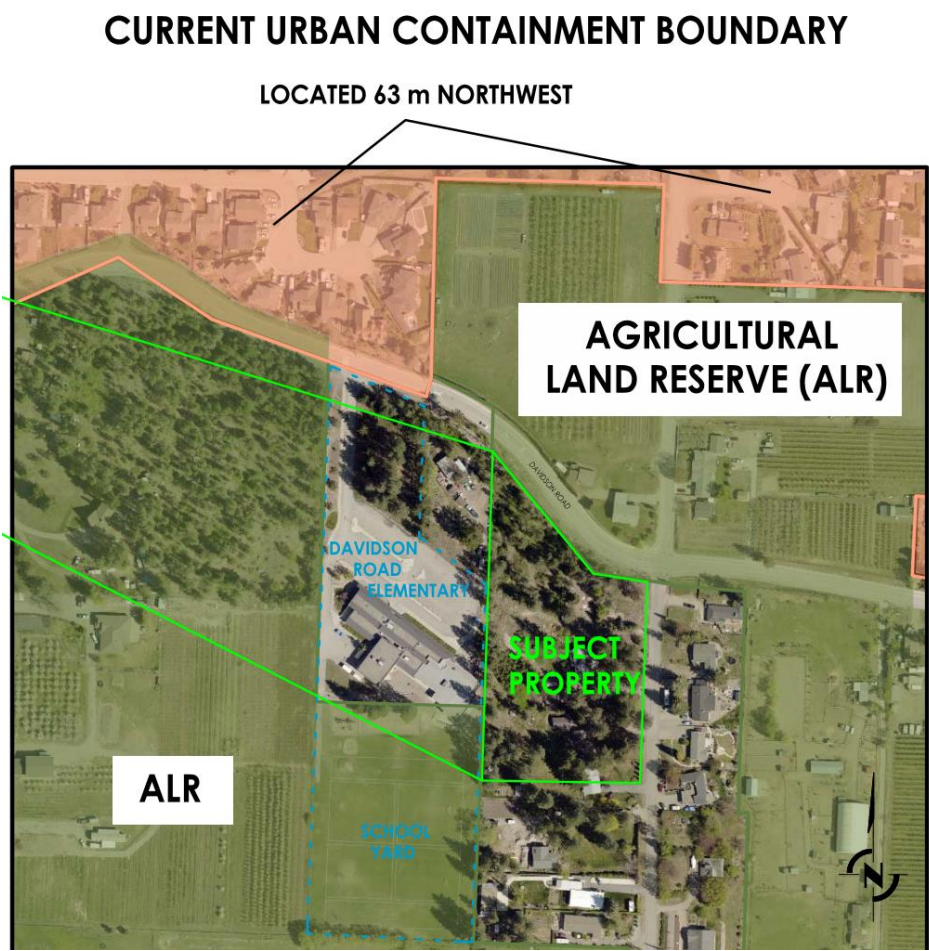 CURRENT URBAN CONTAINMENT BOUNDARY
LOCATED 63 m NORTHWEST
AGRICULTURAL
LAND RESERVE (ALR)
DAVIDSON ROAD
DAVIDSON
ROAD
ELEMENTARY
SUBJECT
PROPERTY
ALR
SCHOOL
YARD
N